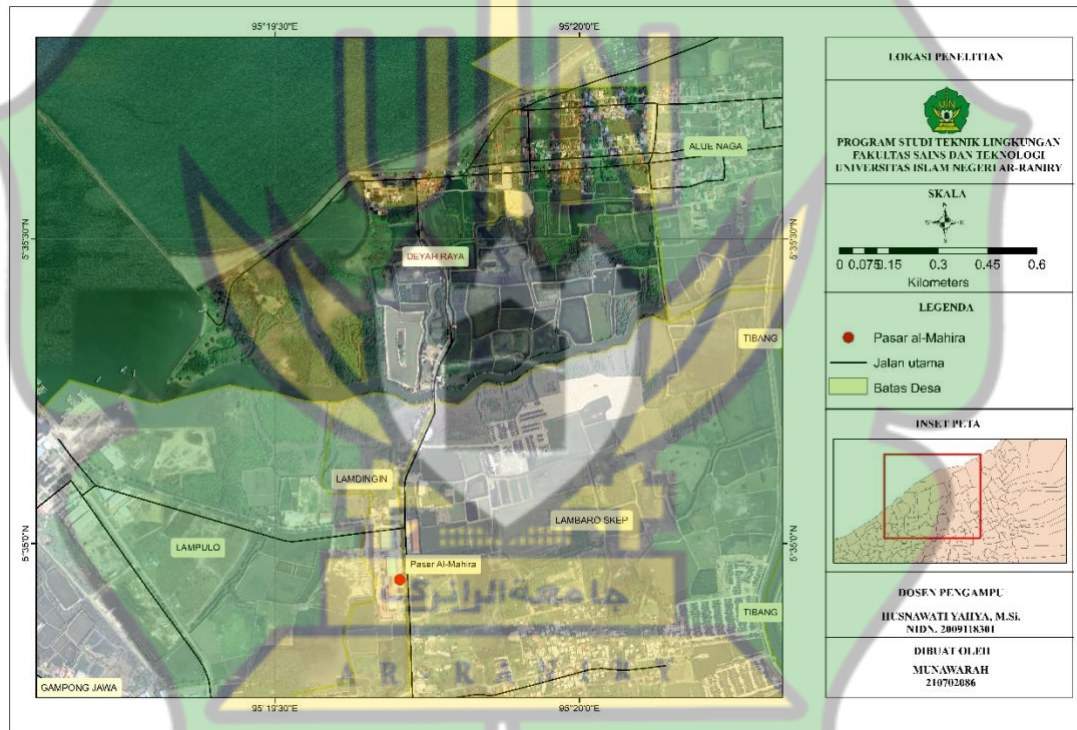 95°19'30"E
95°20'0"E
5°35'30"N
5°35'30"N
5°35'0"N
5°35'0"N
95°19'30"E
95°20'0"E
ALUE NAGA
DEYAH RAYA
TIBANG
LAMDINGIN
LAMBARO SKEP
LAMPULO
Pasar Al-Mahira
TIBANG
GAMPONG JAWA
جامعة الرانري
AR-RANIRY
LOKASI PENELITIAN
UIN
PROGRAM STUDI TEKNIK LINGKUNGAN
FAKULTAS SAINS DAN TEKNOLOGI
UNIVERSITAS ISLAM NEGERI AR-RANIRY
SKALA
N
W E
S
0 0.075 0.15 0.3 0.45 0.6
Kilometers
LEGENDA
Pasar al-Mahira
Jalan utama
Batas Desa
INSET PETA
DOSEN PENGAMPU
HUSNAWATI YAHYA, M.Si.
NIDN. 2009118301
DIBUAT OLEH
MUNAWARAH
210702086